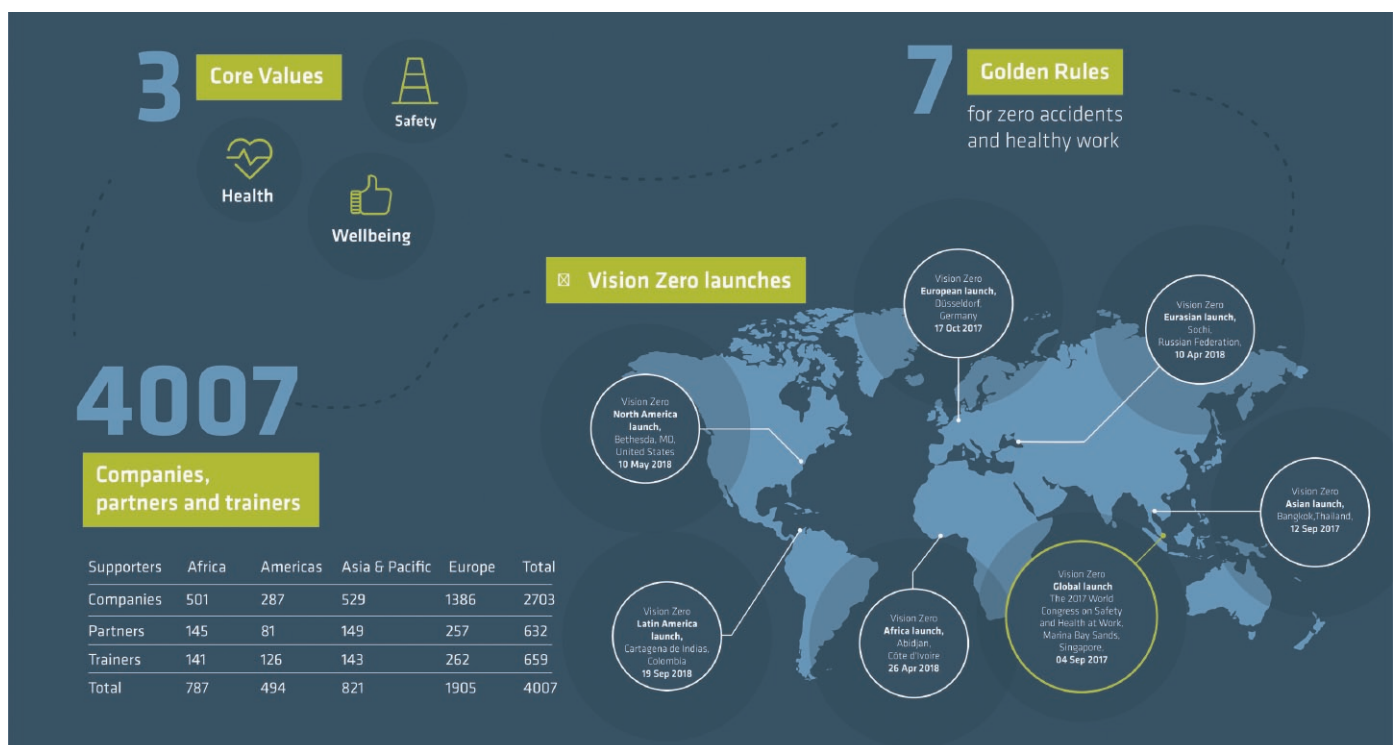 3
Core Values
Safety
Health
Wellbeing
7
Golden Rules
for zero accidents
and healthy work
Vision Zero launches
Vision Zero
European launch,
Düsseldorf,
Germany
17 Oct 2017
Vision Zero
Eurasian launch,
Sochi,
Russian Federation,
10 Apr 2018
Vision Zero
North America
launch,
Bethesda, MD,
United States
10 May 2018
Vision Zero
Asian launch,
Bangkok,Thailand,
12 Sep 2017
Vision Zero
Global launch
The 2017 World
Congress on Safety
and Health at Work,
Marina Bay Sands,
Singapore,
04 Sep 2017
Vision Zero
Africa launch,
Abidjan,
Côte d'Ivoire
26 Apr 2018
Vision Zero
Latin America
launch,
Cartagena de Indias,
Colombia
19 Sep 2018
4007
Companies,
partners and trainers
Supporters Africa Americas Asia & Pacific Europe Total
Companies 501 287 529 1386 2703
Partners 145 81 149 257 632
Trainers 141 126 143 262 659
Total 787 494 821 1905 4007